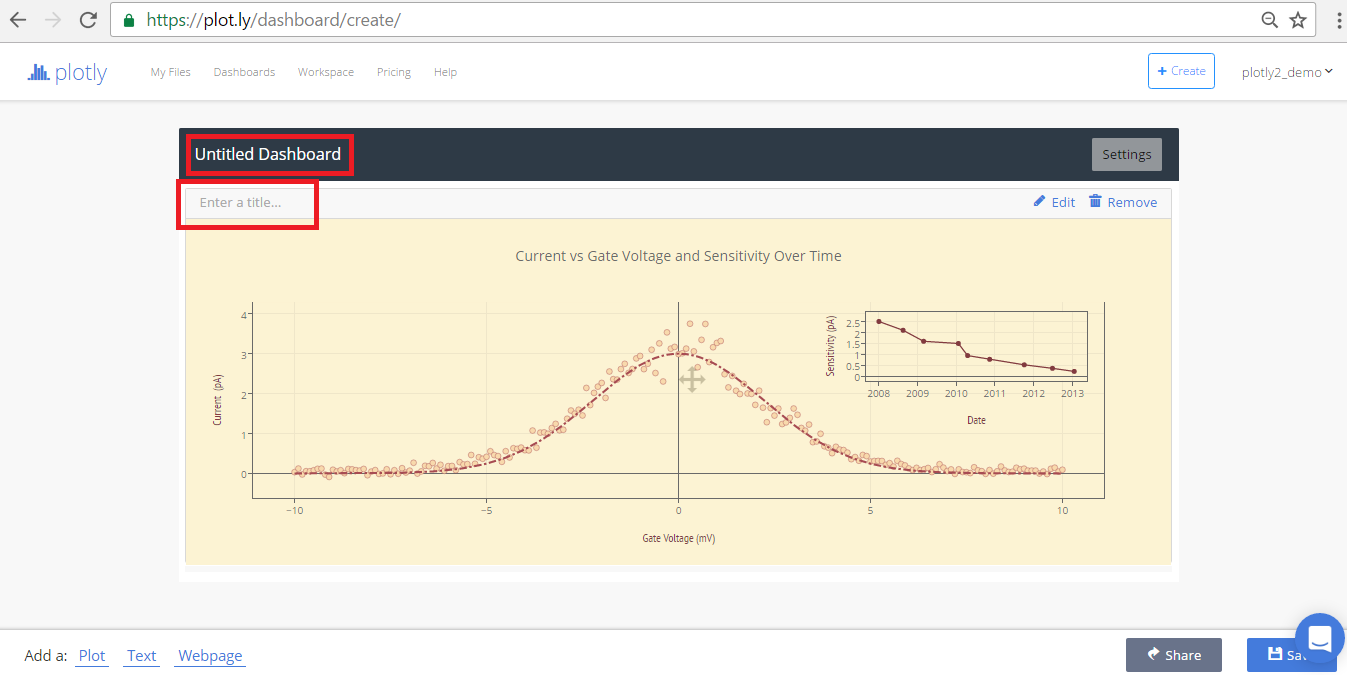 https://plot.ly/dashboard/create/
plotly My Files Dashboards Workspace Pricing Help + Create plotly2_demo
Untitled Dashboard Settings
Enter a title... Edit Remove
Current vs Gate Voltage and Sensitivity Over Time
4
3
2
1
0
Current (pA)
−10 −5 0 5 10
Gate Voltage (mV)
2.5
2
1.5
1
0.5
0
Sensitivity (pA)
2008 2009 2010 2011 2012 2013
Date
Add a: Plot Text Webpage Share